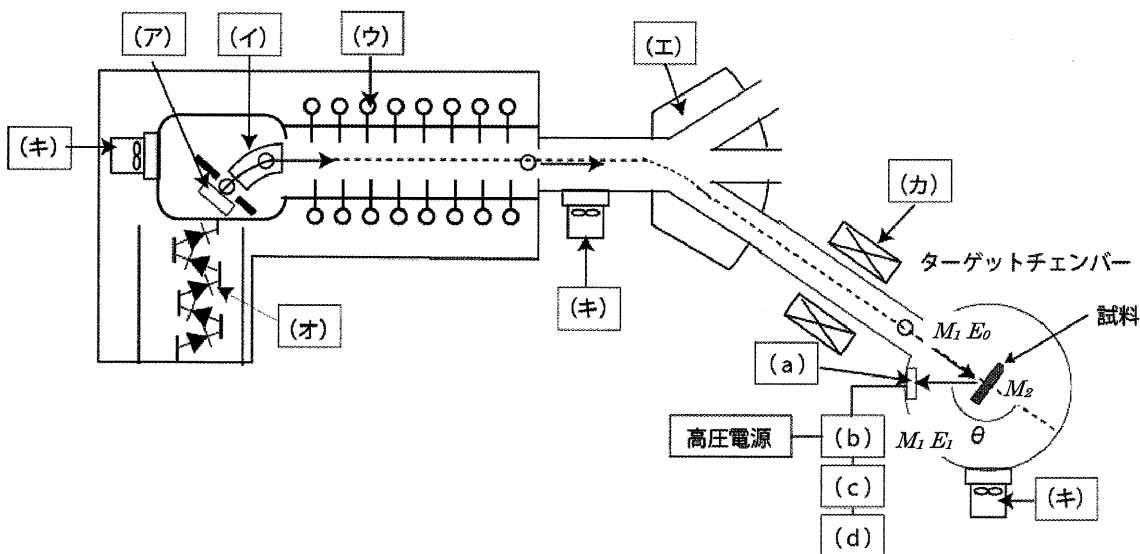 (ア)
(イ)
(ウ)
(エ)
(キ)
(オ)
(キ)
(カ)
ターゲットチェンバー
試料
M₁ E₀
(a)
M₂
高圧電源
(b)
M₁ E₁
θ
(c)
(キ)
(d)